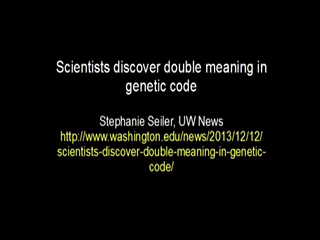 Scientists discover double meaning in
genetic code
Stephanie Seiler, UW News
http://www.washington.edu/news/2013/12/12/
scientists-discover-double-meaning-in-genetic-
code/